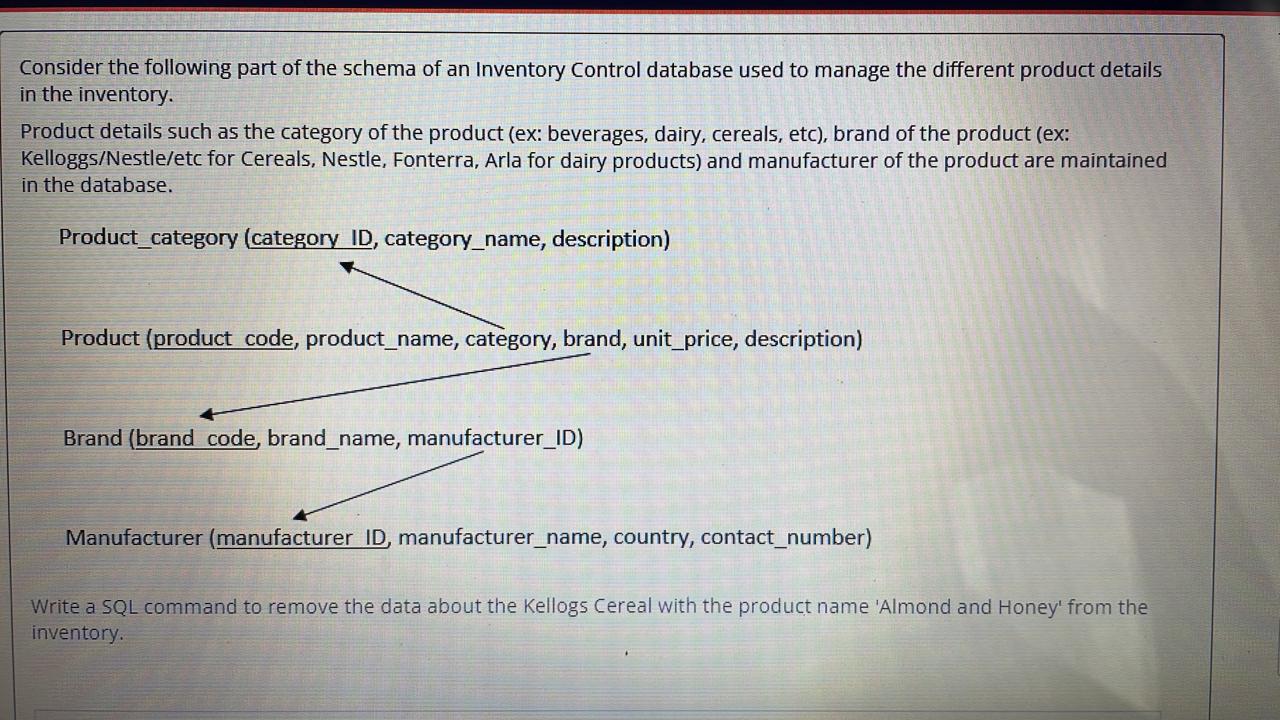 Consider the following part of the schema of an Inventory Control database used to manage the different product details
in the inventory.
Product details such as the category of the product (ex: beverages, dairy, cereals, etc), brand of the product (ex:
Kelloggs/Nestle/etc for Cereals, Nestle, Fonterra, Arla for dairy products) and manufacturer of the product are maintained
in the database.
Product_category (category_ID, category_name, description)
Product (product_code, product_name, category, brand, unit_price, description)
Brand (brand_code, brand_name, manufacturer_ID)
Manufacturer (manufacturer_ID, manufacturer_name, country, contact_number)
Write a SQL command to remove the data about the Kellogs Cereal with the product name 'Almond and Honey' from the
inventory.